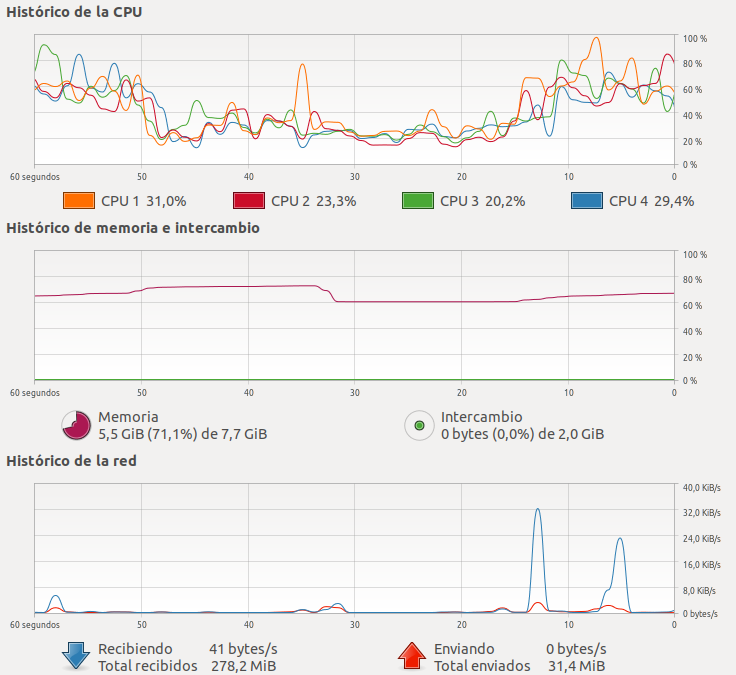 Histórico de la CPU
100 %
80 %
60 %
40 %
20 %
0 %
60 segundos 50 40 30 20 10 0
CPU 1 31,0% CPU 2 23,3% CPU 3 20,2% CPU 4 29,4%
Histórico de memoria e intercambio
100 %
80 %
60 %
40 %
20 %
0 %
60 segundos 50 40 30 20 10 0
Memoria Intercambio
5,5 GiB (71,1%) de 7,7 GiB 0 bytes (0,0%) de 2,0 GiB
Histórico de la red
40,0 KiB/s
32,0 KiB/s
24,0 KiB/s
16,0 KiB/s
8,0 KiB/s
0 bytes/s
60 segundos 50 40 30 20 10 0
Recibiendo 41 bytes/s Enviando 0 bytes/s
Total recibidos 278,2 MiB Total enviados 31,4 MiB